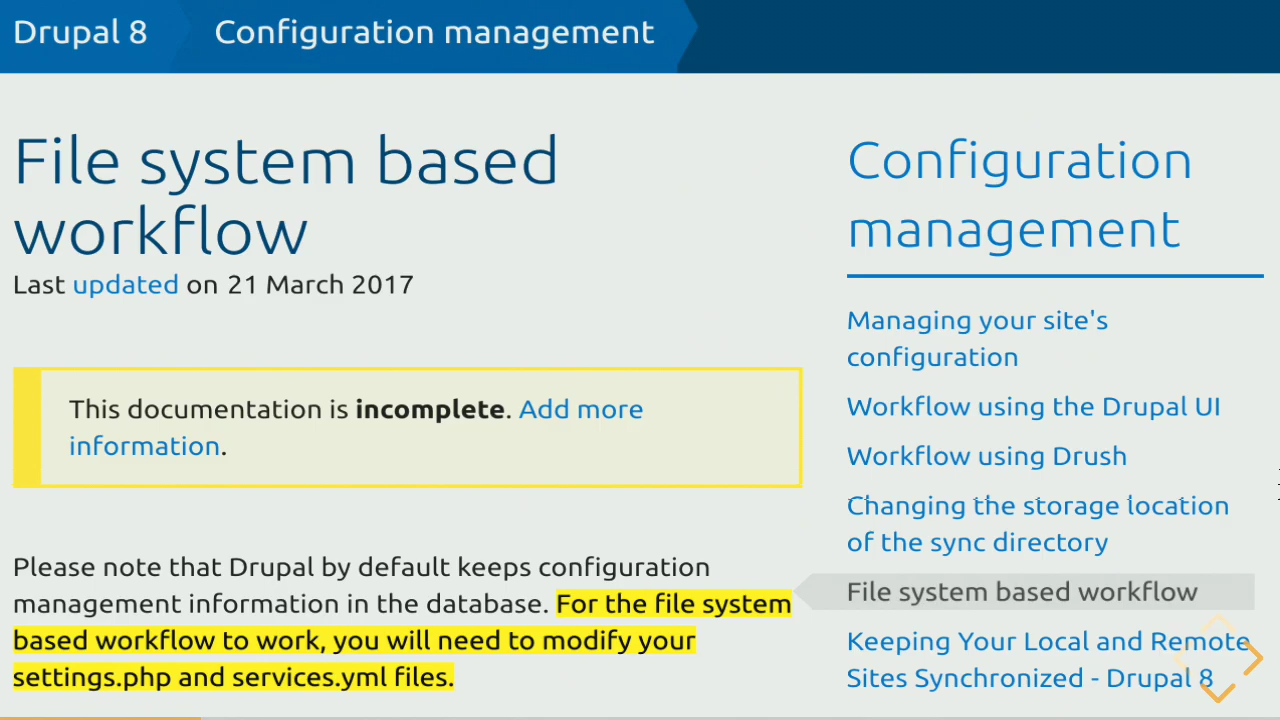 Drupal 8 Configuration management
File system based
workflow
Last updated on 21 March 2017
This documentation is incomplete. Add more
information.
Please note that Drupal by default keeps configuration
management information in the database. For the file system
based workflow to work, you will need to modify your
settings.php and services.yml files.
Configuration
management
Managing your site's
configuration
Workflow using the Drupal UI
Workflow using Drush
Changing the storage location
of the sync directory
File system based workflow
Keeping Your Local and Remote
Sites Synchronized - Drupal 8